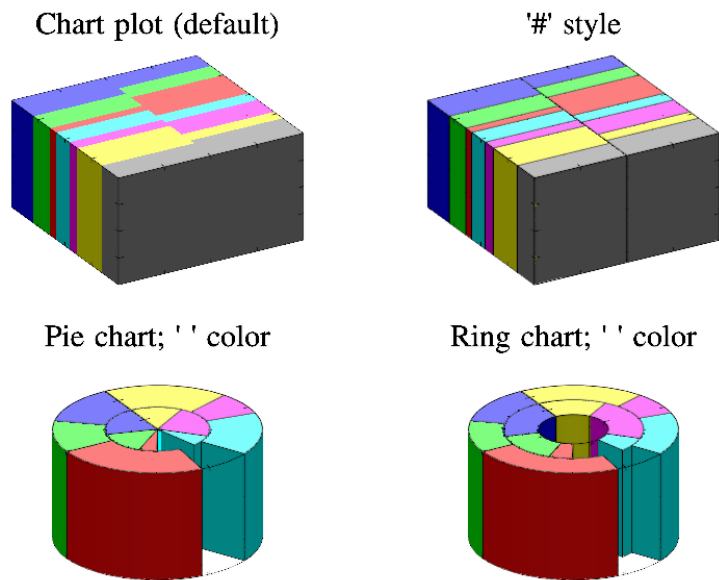 Chart plot (default)
'#' style
Pie chart; ' ' color
Ring chart; ' ' color